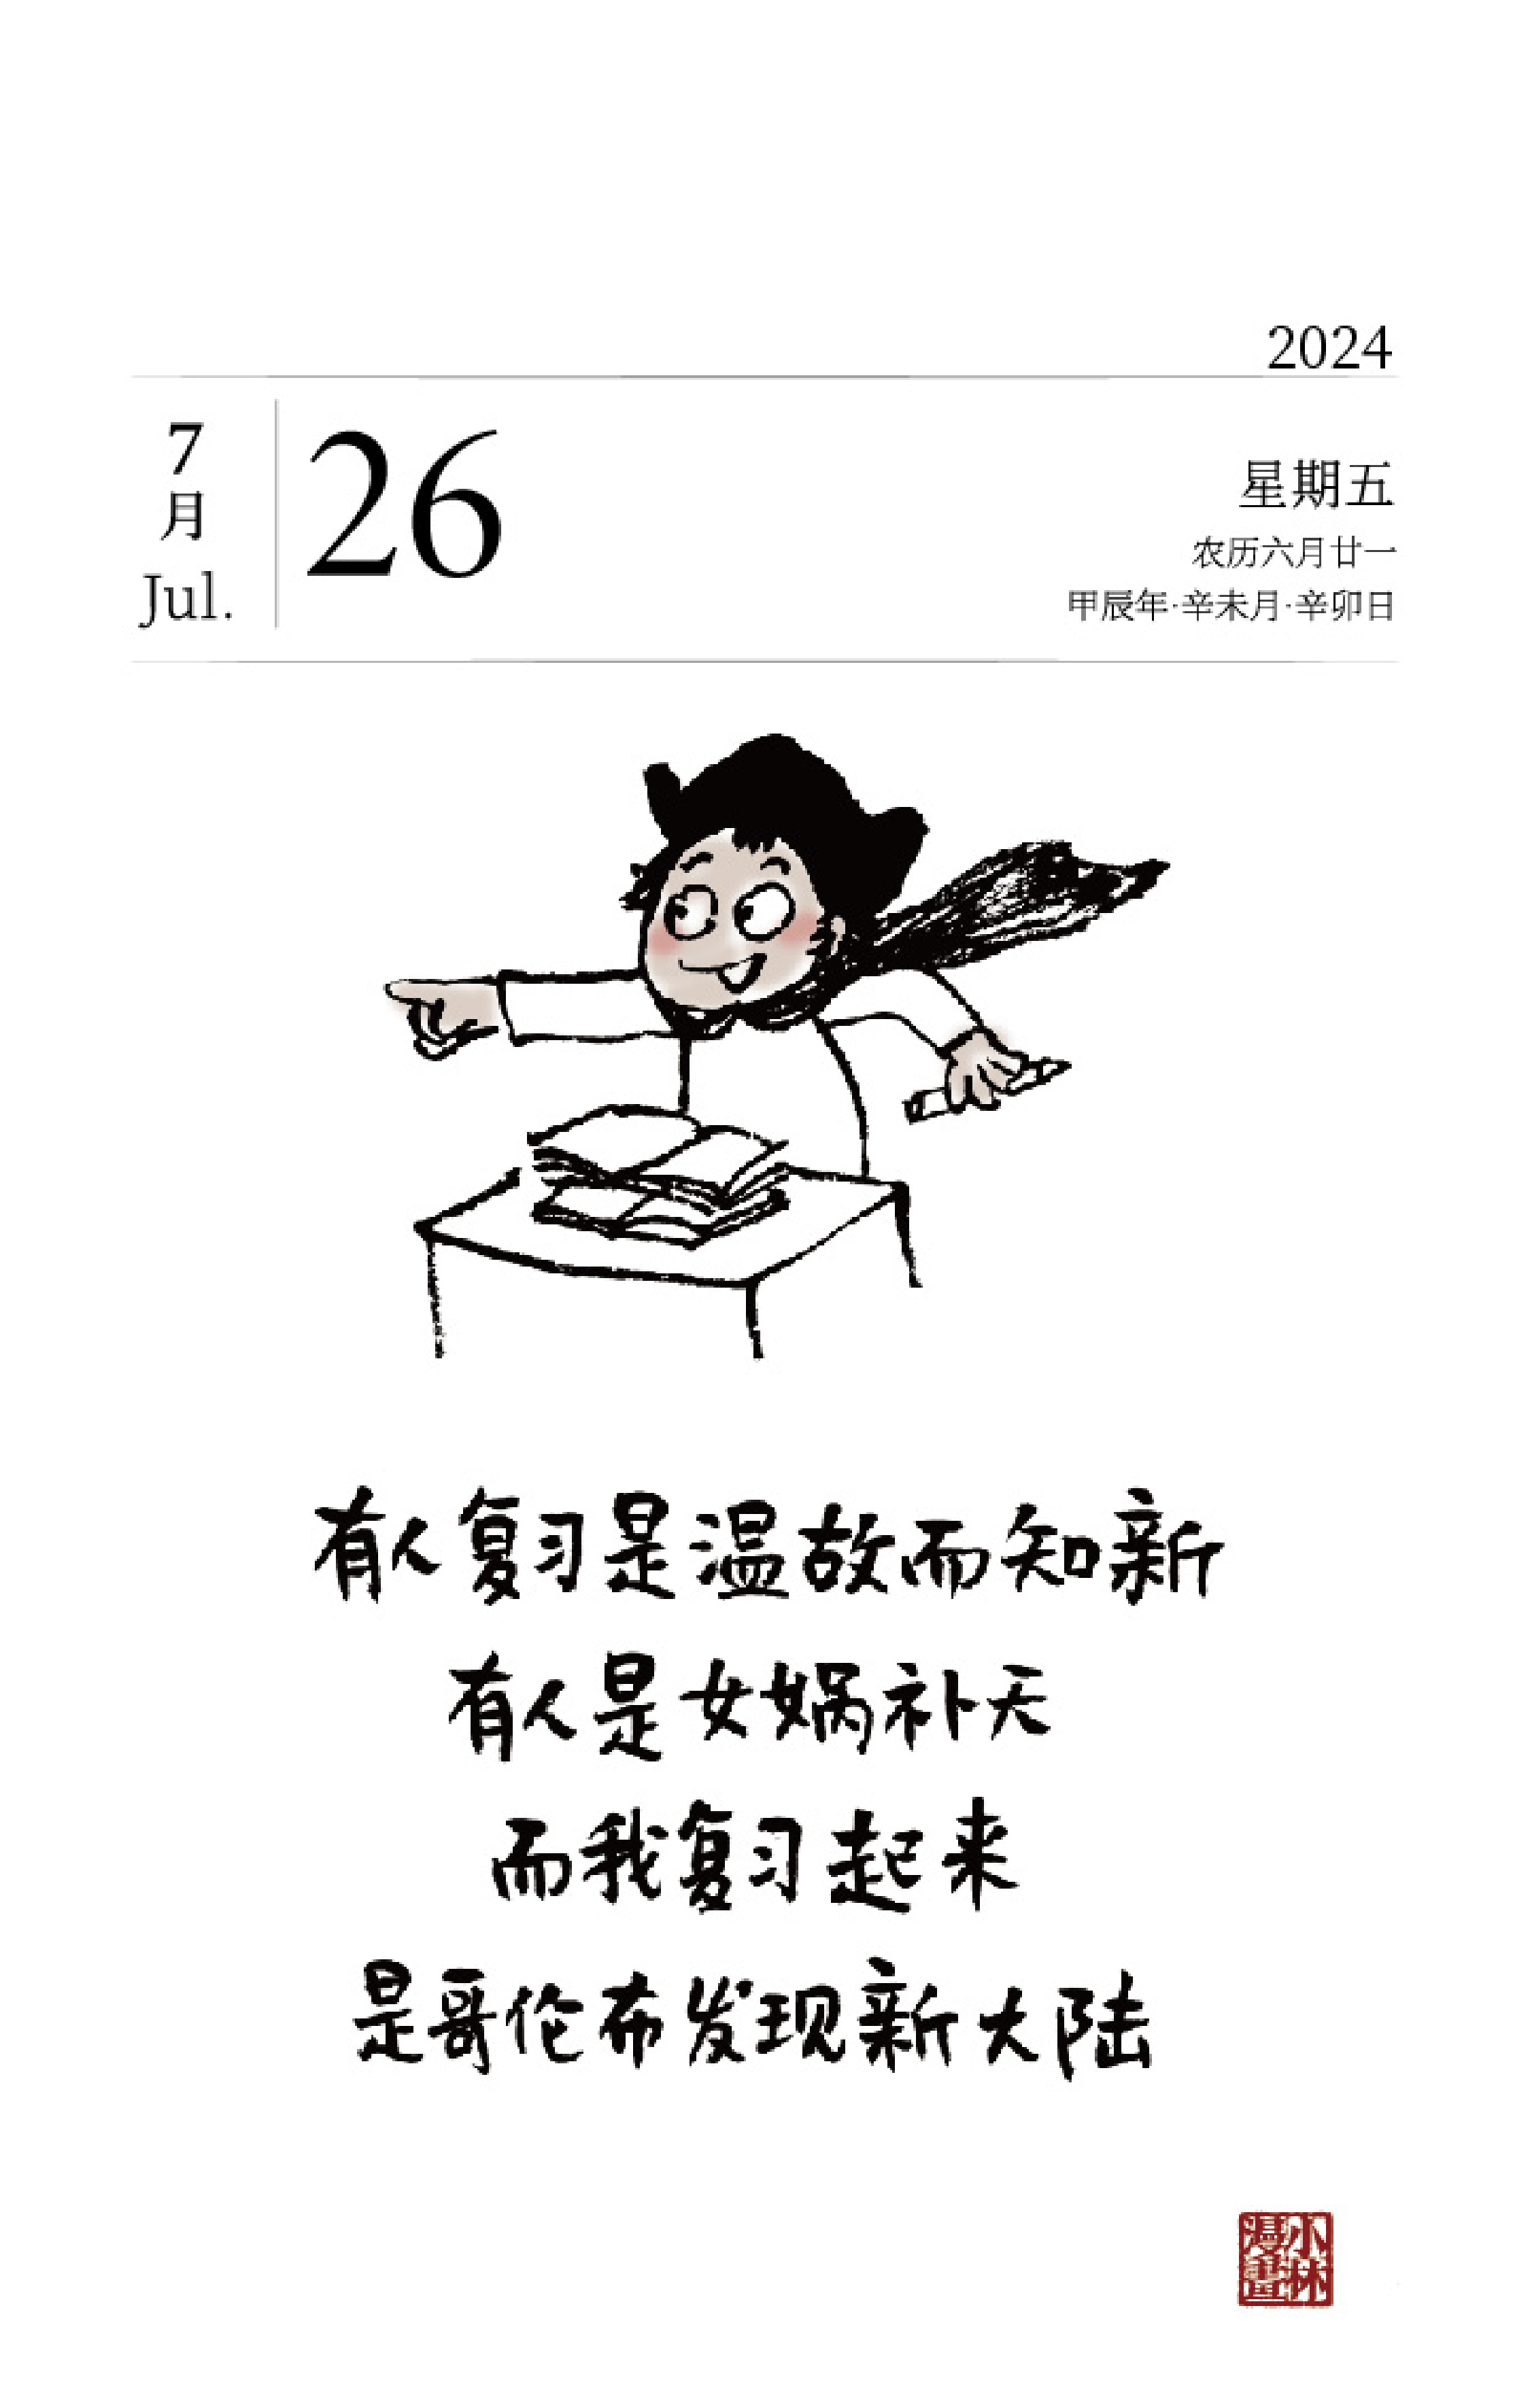 2024
7
月
Jul.
26
星期五
农历六月廿一
甲辰年·辛未月·辛卯日
有人复习是温故而知新
有人是女娲补天
而我复习起来
是哥伦布发现新大陆
小林
漫畫